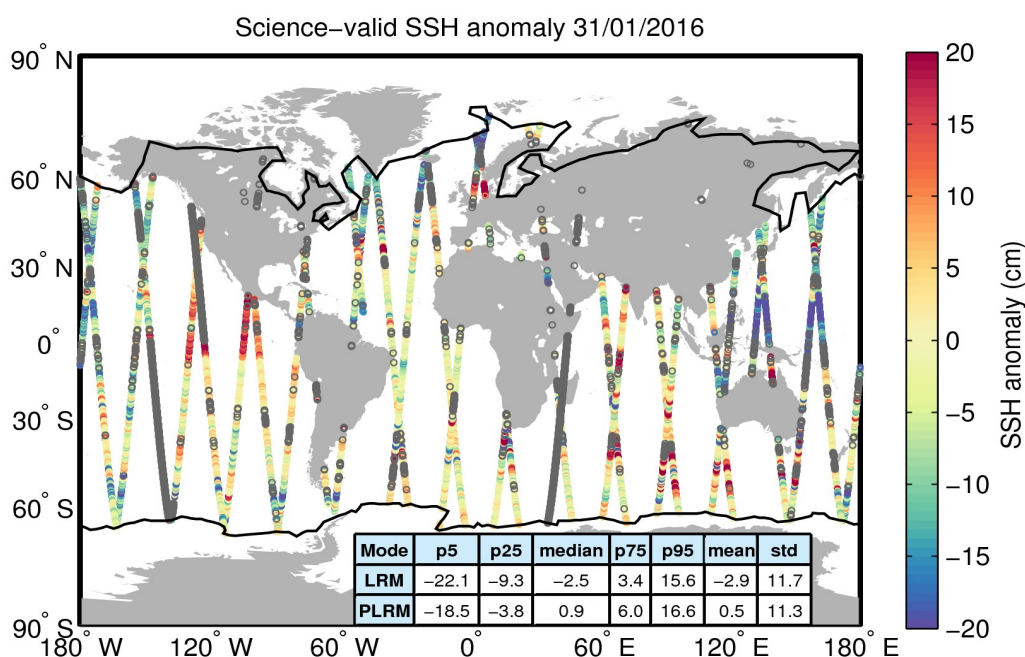 Science−valid SSH anomaly 31/01/2016
90° N
60° N
30° N
0°
30° S
60° S
90° S
180° W
120° W
60° W
0°
60° E
120° E
180° E
Mode p5 p25 median p75 p95 mean std
LRM −22.1 −9.3 −2.5 3.4 15.6 −2.9 11.7
PLRM −18.5 −3.8 0.9 6.0 16.6 0.5 11.3
20
15
10
5
0
−5
−10
−15
−20
SSH anomaly (cm)